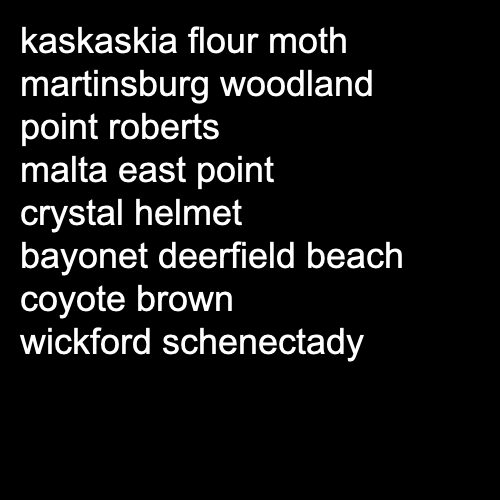 kaskaskia flour moth
martinsburg woodland
point roberts
malta east point
crystal helmet
bayonet deerfield beach
coyote brown
wickford schenectady